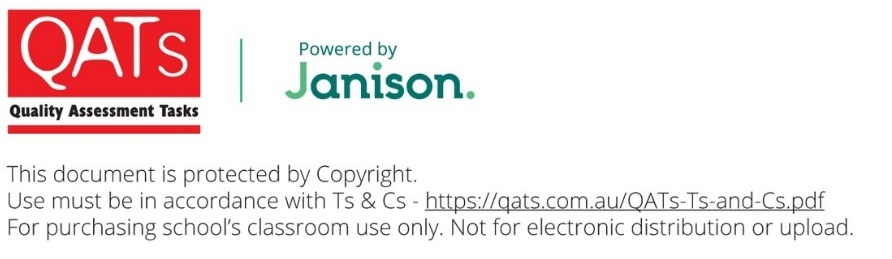 QATs
Quality Assessment Tasks
Powered by
Janison.
This document is protected by Copyright.
Use must be in accordance with Ts & Cs - https://qats.com.au/QATs-Ts-and-Cs.pdf
For purchasing school’s classroom use only. Not for electronic distribution or upload.